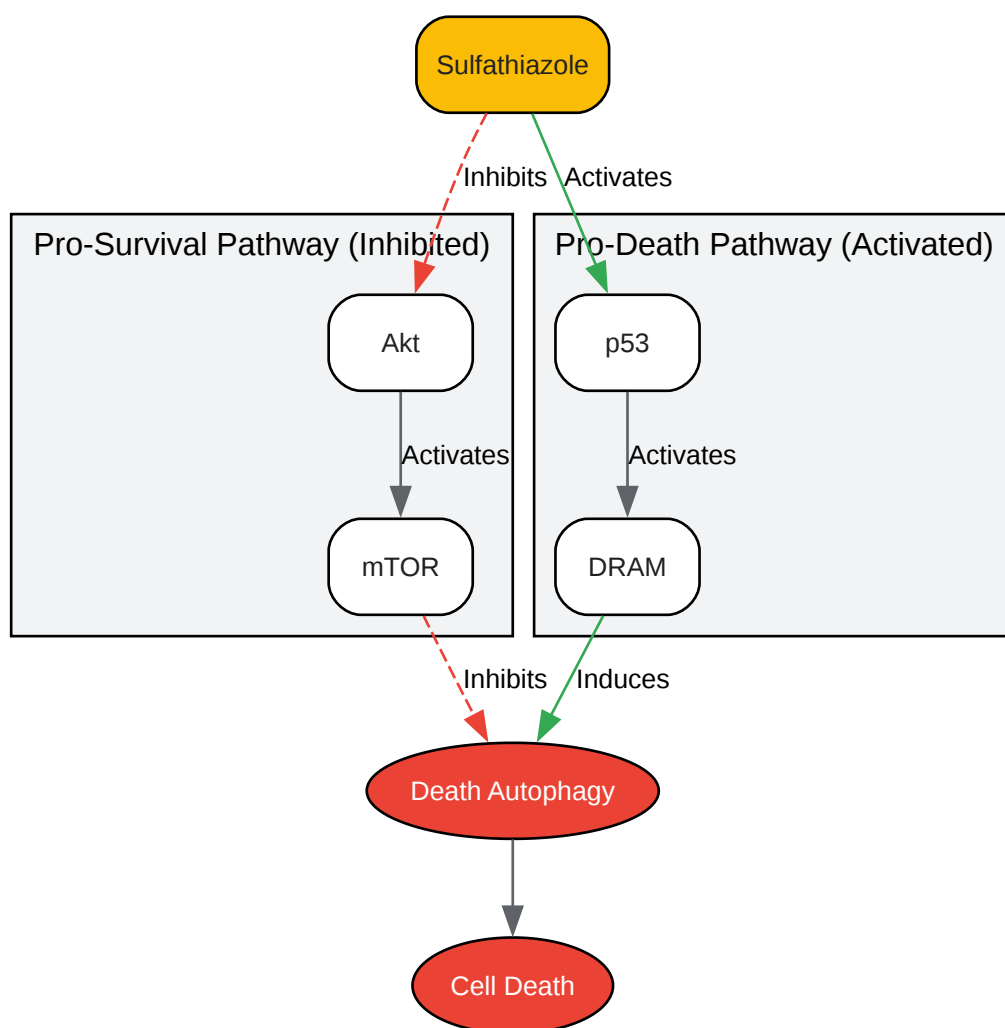 Sulfathiazole
Inhibits
Activates
Pro-Survival Pathway (Inhibited)
Pro-Death Pathway (Activated)
Akt
p53
Activates
Activates
mTOR
DRAM
Inhibits
Induces
Death Autophagy
Cell Death